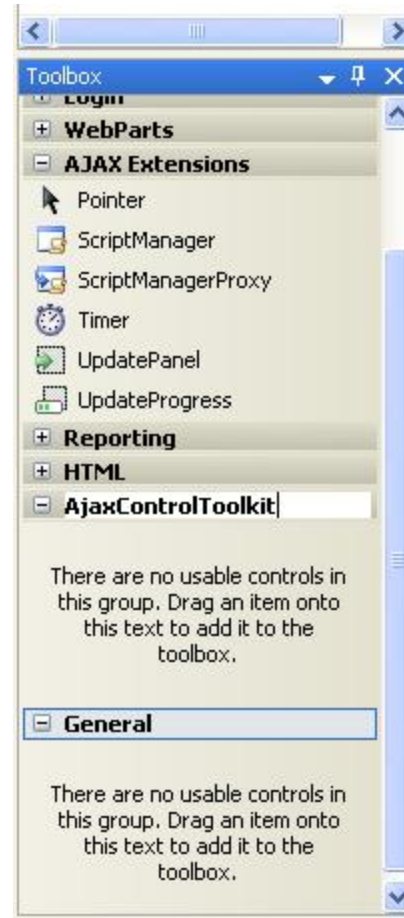 Toolbox
Login
WebParts
AJAX Extensions
Pointer
ScriptManager
ScriptManagerProxy
Timer
UpdatePanel
UpdateProgress
Reporting
HTML
AjaxControlToolkit
There are no usable controls in
this group. Drag an item onto
this text to add it to the
toolbox.
General
There are no usable controls in
this group. Drag an item onto
this text to add it to the
toolbox.